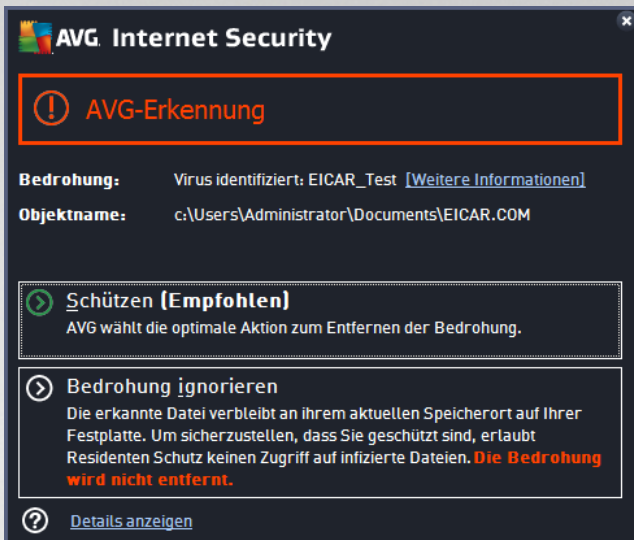 AVG Internet Security
AVG-Erkennung
Bedrohung: Virus identifiziert: EICAR_Test [Weitere Informationen]
Objektname: c:\Users\Administrator\Documents\EICAR.COM
Schützen (Empfohlen)
AVG wählt die optimale Aktion zum Entfernen der Bedrohung.
Bedrohung ignorieren
Die erkannte Datei verbleibt an ihrem aktuellen Speicherort auf Ihrer
Festplatte. Um sicherzustellen, dass Sie geschützt sind, erlaubt
Residenten Schutz keinen Zugriff auf infizierte Dateien. Die Bedrohung
wird nicht entfernt.
Details anzeigen